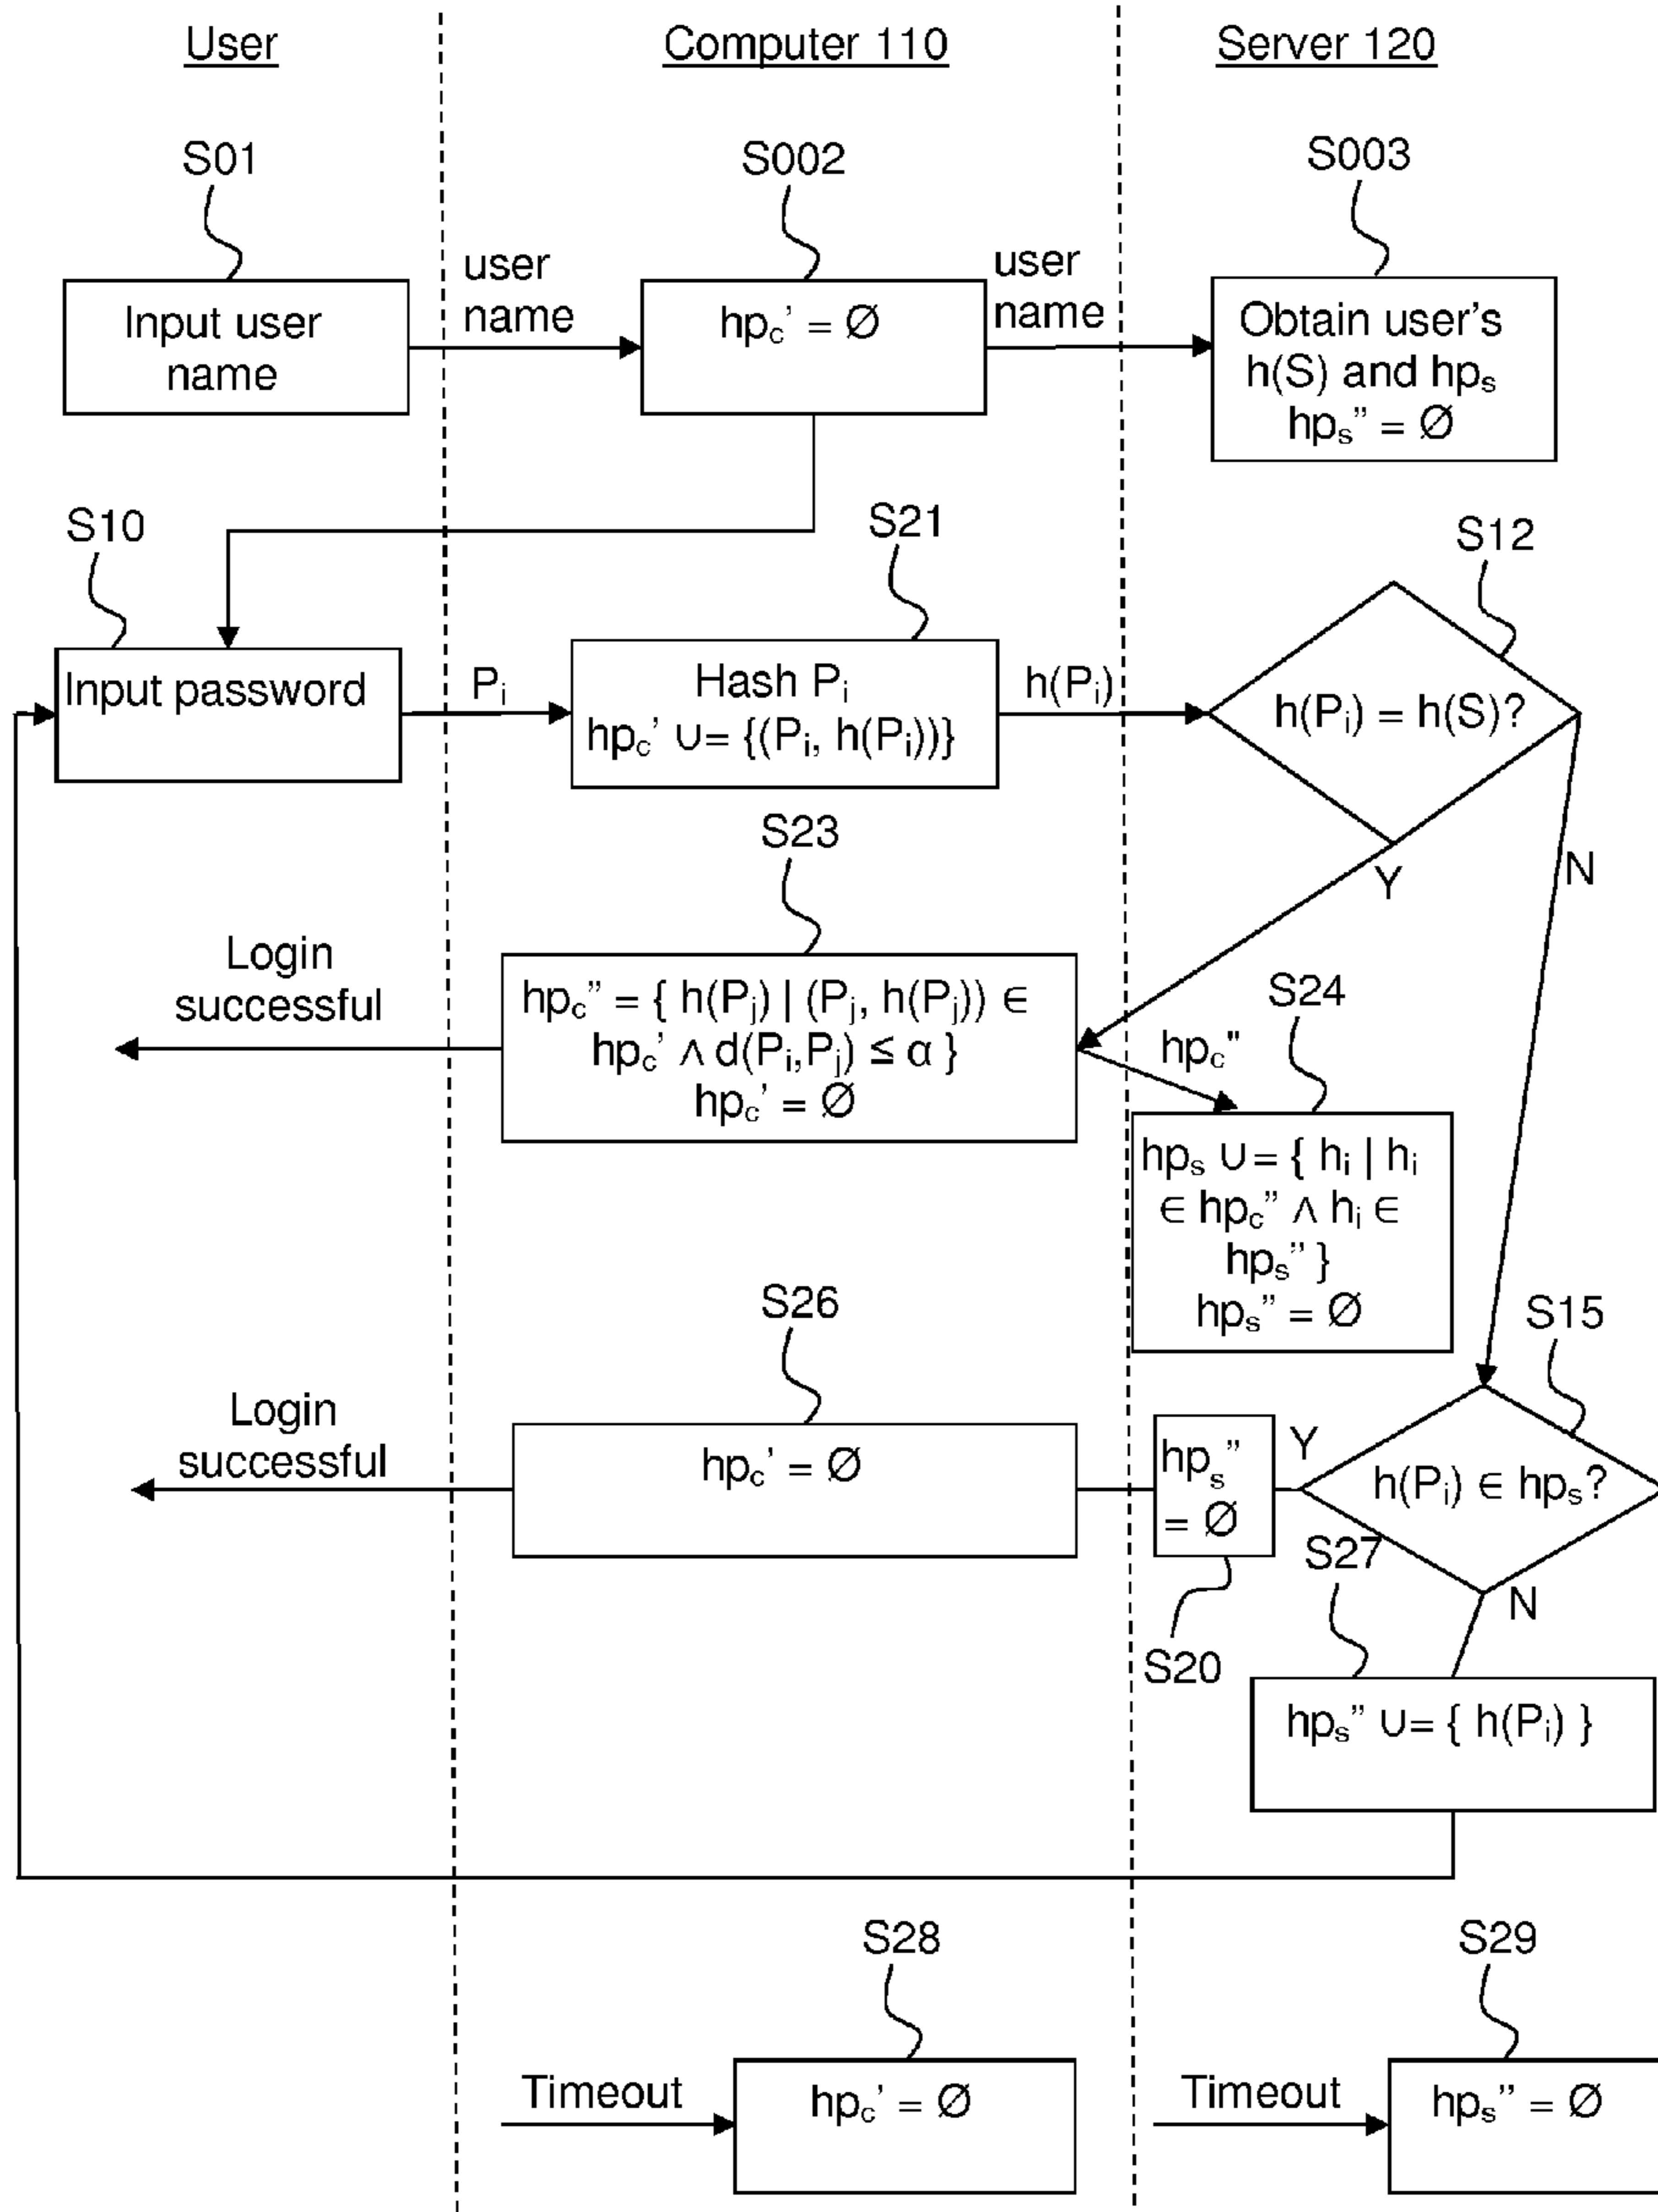 User
Computer 110
Server 120
S01
S002
S003
Input user
name
user
name
hpc' = Ø
user
name
Obtain user's
h(S) and hps
hps" = Ø
S10
S21
S12
Input password
Pi
Hash Pi
hpc' ∪= {(Pi, h(Pi))}
h(Pi)
h(Pi) = h(S)?
Y
N
S23
Login
successful
hpc" = { h(Pj) | (Pj, h(Pj)) ∈
hpc' ∧ d(Pi,Pj) ≤ α }
hpc' = Ø
hpc"
S24
hps ∪= { hi | hi
∈ hpc" ∧ hi ∈
hps" }
hps" = Ø
S26
S15
Login
successful
hpc' = Ø
hps"
= Ø
Y
h(Pi) ∈ hps?
S27
N
S20
hps" ∪= { h(Pi) }
S28
S29
Timeout
hpc' = Ø
Timeout
hps" = Ø